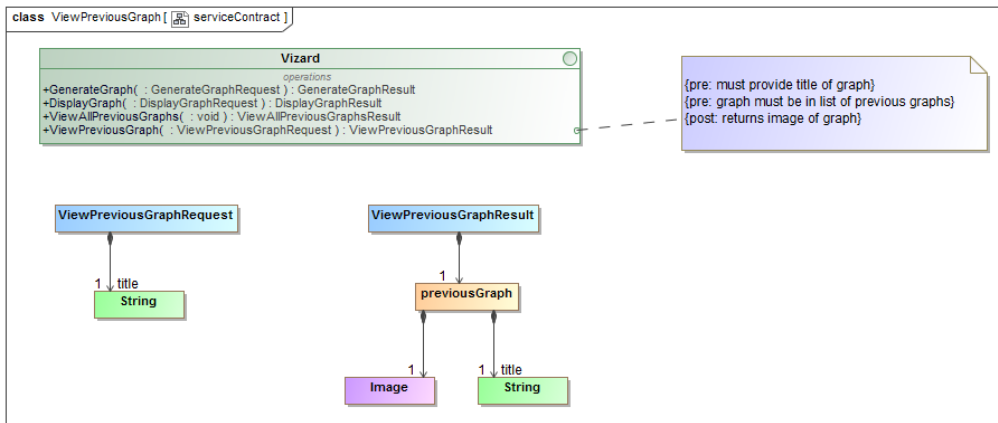 class ViewPreviousGraph [ serviceContract ]
Vizard
operations
+GenerateGraph( : GenerateGraphRequest ) : GenerateGraphResult
+DisplayGraph( : DisplayGraphRequest ) : DisplayGraphResult
+ViewAllPreviousGraphs( : void ) : ViewAllPreviousGraphsResult
+ViewPreviousGraph( : ViewPreviousGraphRequest ) : ViewPreviousGraphResult
{pre: must provide title of graph}
{pre: graph must be in list of previous graphs}
{post: returns image of graph}
ViewPreviousGraphRequest
1 title
String
ViewPreviousGraphResult
1
previousGraph
1
Image
1 title
String